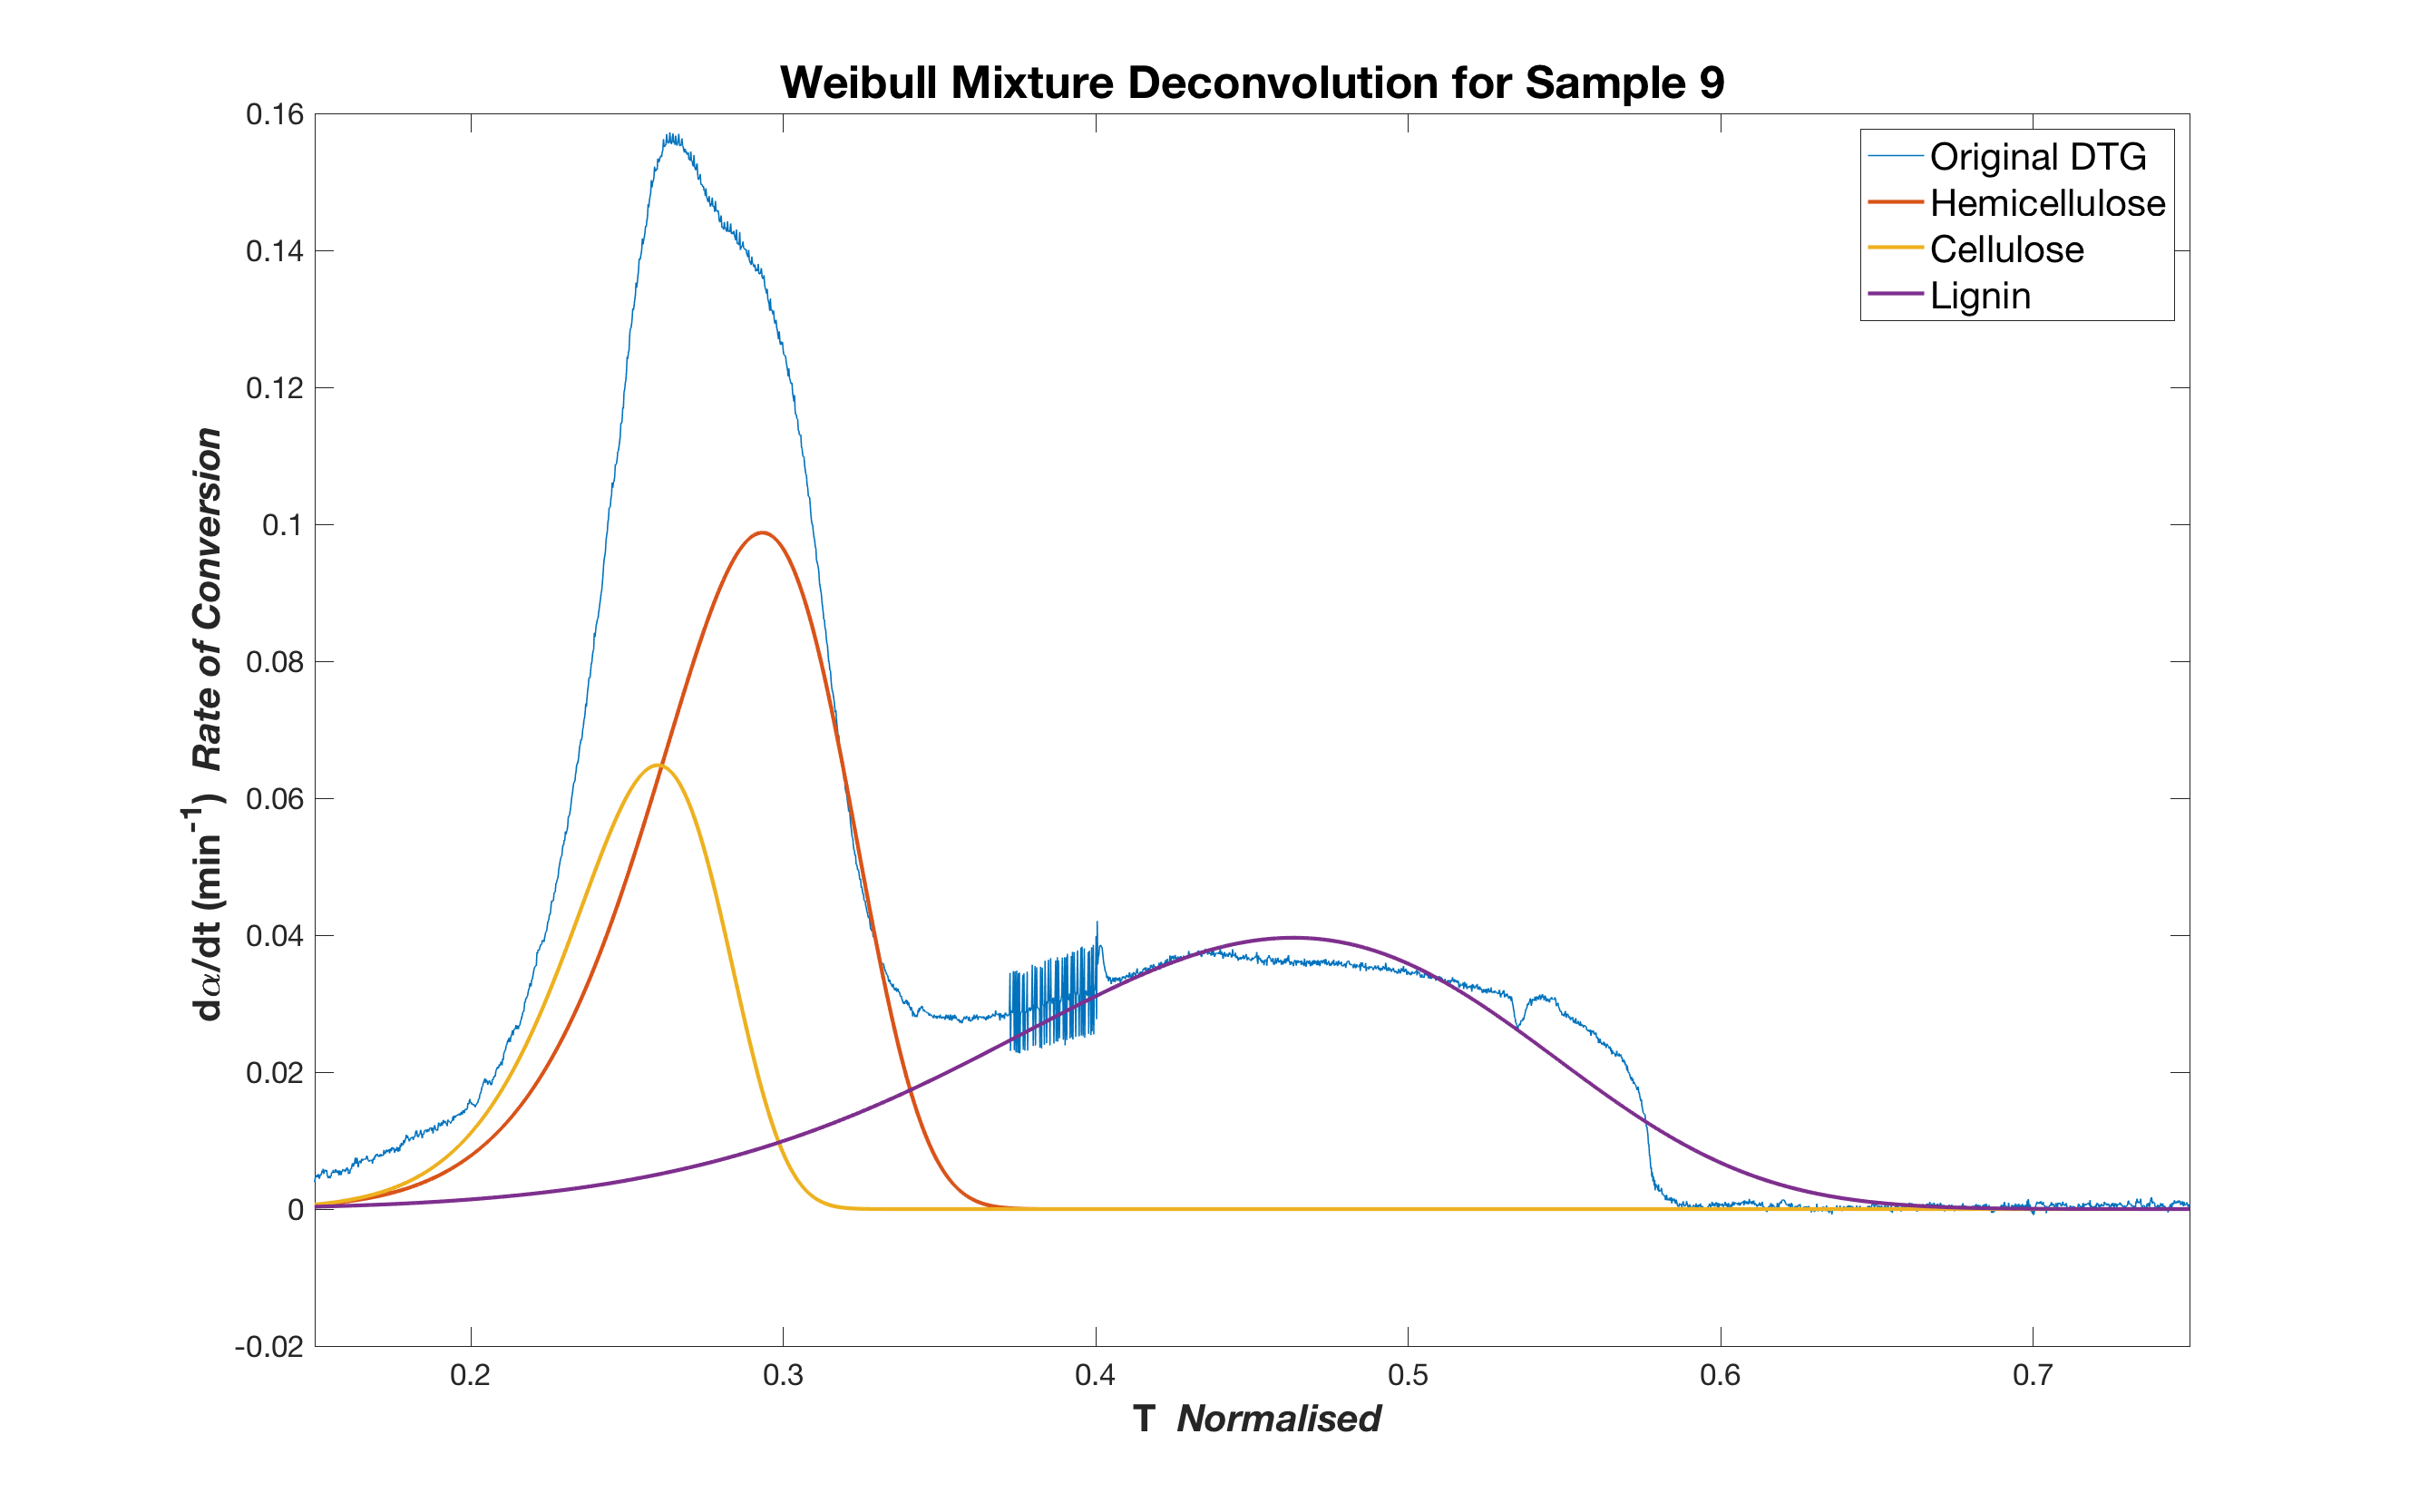 Weibull Mixture Deconvolution for Sample 9
0.16
0.14
0.12
0.1
0.08
0.06
0.04
0.02
0
-0.02
dα/dt (min⁻¹) Rate of Conversion
Original DTG
Hemicellulose
Cellulose
Lignin
0.2 0.3 0.4 0.5 0.6 0.7
T Normalised